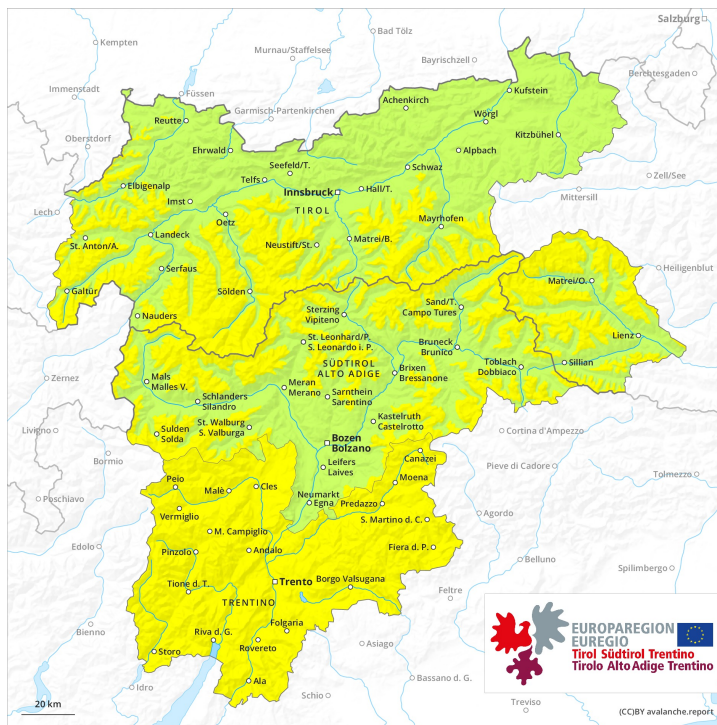 Salzburg
Kempten
Bad Tölz
Murnau/Staffelsee
Bayrischzell
Berchtesgaden
Immenstadt
Füssen
Kufstein
Achenkirch
Garmisch-Partenkirchen
Reutte
Wörgl
Kitzbühel
Oberstdorf
Ehrwald
Alpbach
Seefeld/T.
Schwaz
Zell/See
Telfs
Elbigenalp
Innsbruck
Hall/T.
Mittersill
Imst
TIROL
Lech
Oetz
Mayrhofen
St. Anton/A.
Landeck
Neustift/St.
Matrei/B.
Serfaus
Heiligenblut
Matrei/O.
Galtür
Sölden
Nauders
Sand/T.
Campo Tures
Sterzing
Vipiteno
Lienz
St. Leonhard/P.
S. Leonardo i. P.
Bruneck
Brunico
Toblach
Dobbiaco
Sillian
SÜDTIROL
ALTO ADIGE
Brixen
Bressanone
Zernez
Mals
Malles V.
Meran
Merano
Sarnthein
Sarentino
Schlanders
Silandro
St. Walburg
S. Valburga
Kastelruth
Castelrotto
Livigno
Sulden
Solda
Cortina d'Ampezzo
Bozen
Bolzano
Bormio
Canazei
Pieve di Cadore
Leifers
Laives
Tolmezzo
Peio
Malè
Cles
Moena
Poschiavo
Neumarkt
Egna
Predazzo
Vermiglio
Agordo
S. Martino d. C.
M. Campiglio
Edolo
Pinzolo
Andalo
Fiera d. P.
Belluno
Spilimbergo
Tione d. T.
Trento
Borgo Valsugana
Feltre
TRENTINO
Folgaria
Bienno
Riva d. G.
Rovereto
Asiago
Storo
Bassano d. G.
Ala
Idro
Schio
Treviso
EUROPAREGION
EUREGIO
Tirol Südtirol Trentino
Tirolo Alto Adige Trentino
20 km
(CC)BY avalanche.report